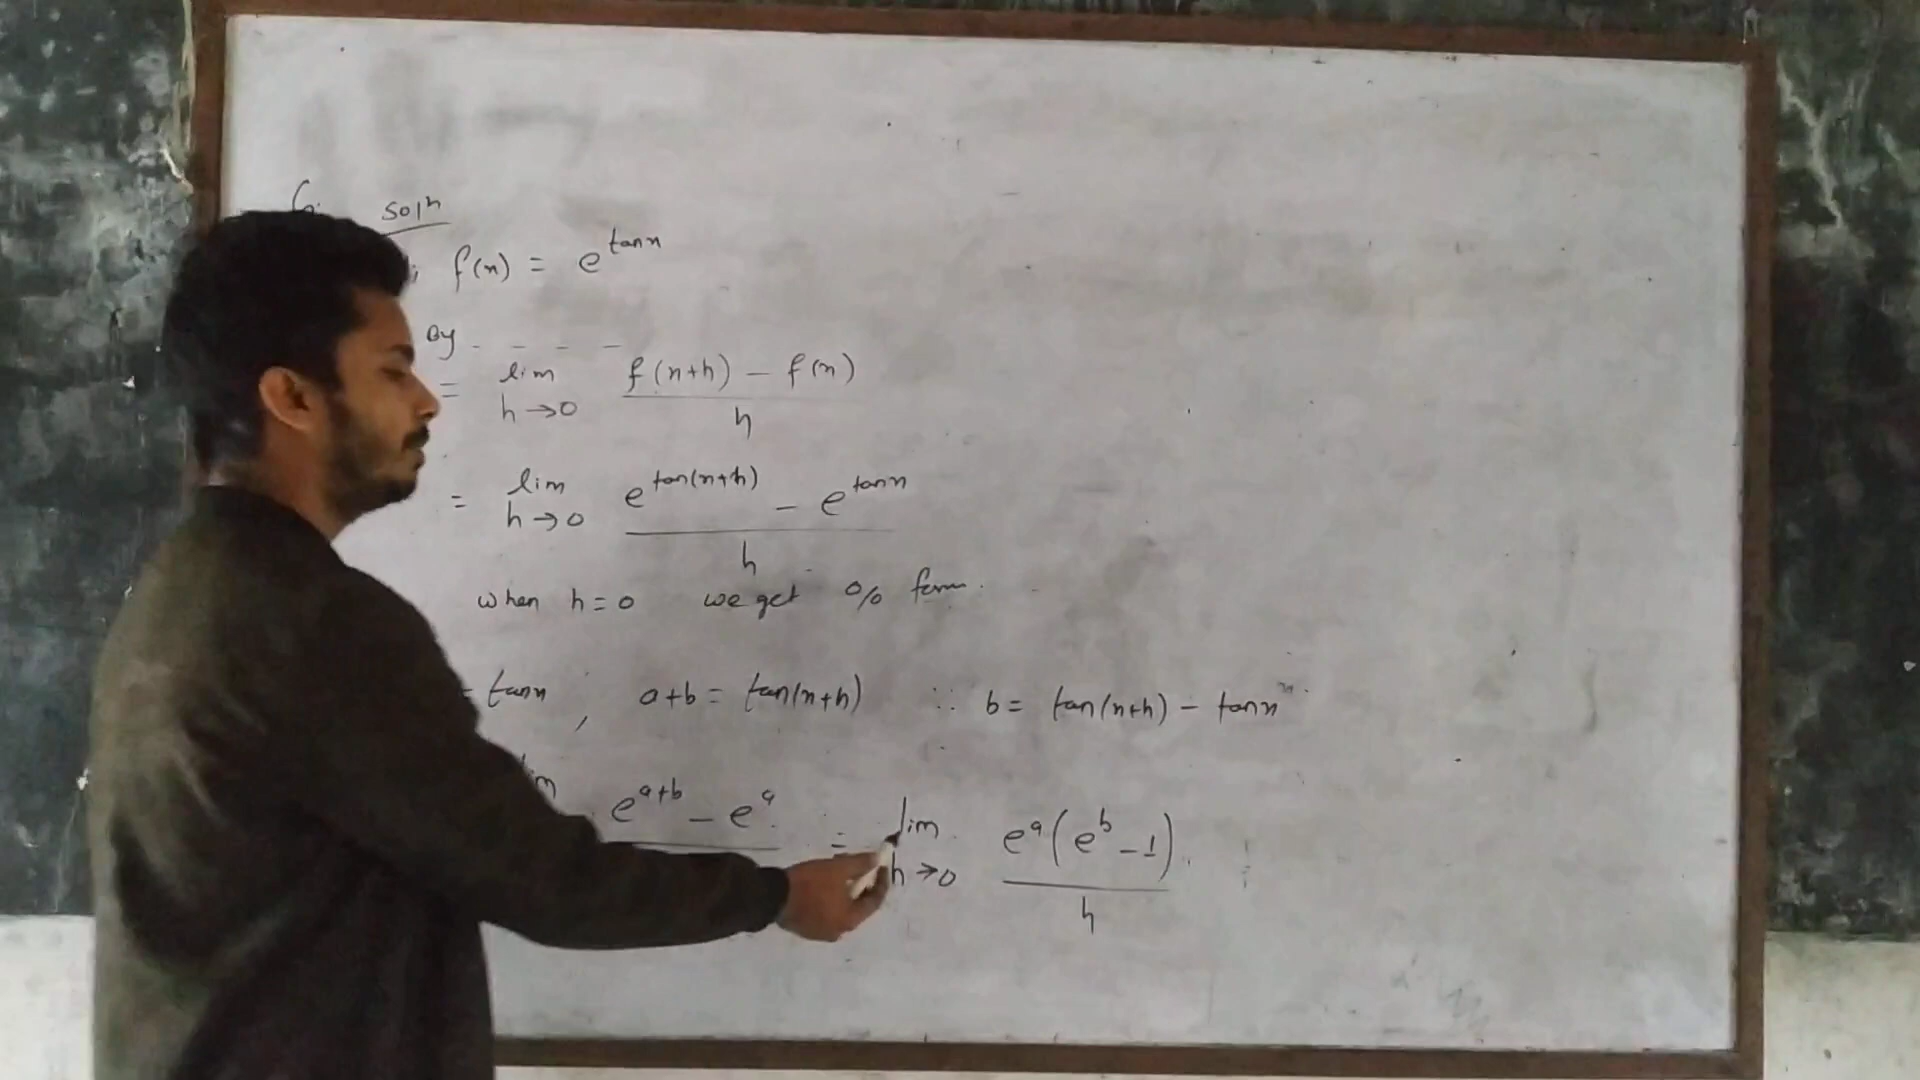 soln
f(x) = e^tanx
By - - - -
= lim h→0 f(x+h) - f(x) / h
= lim h→0 e^tan(x+h) - e^tanx / h
when h=0 we get 0/0 form.
= tanx , a+b = tan(x+h) ∴ b = tan(x+h) - tanx
e^a+b - e^a = lim h→0 e^a(e^b - 1) / h